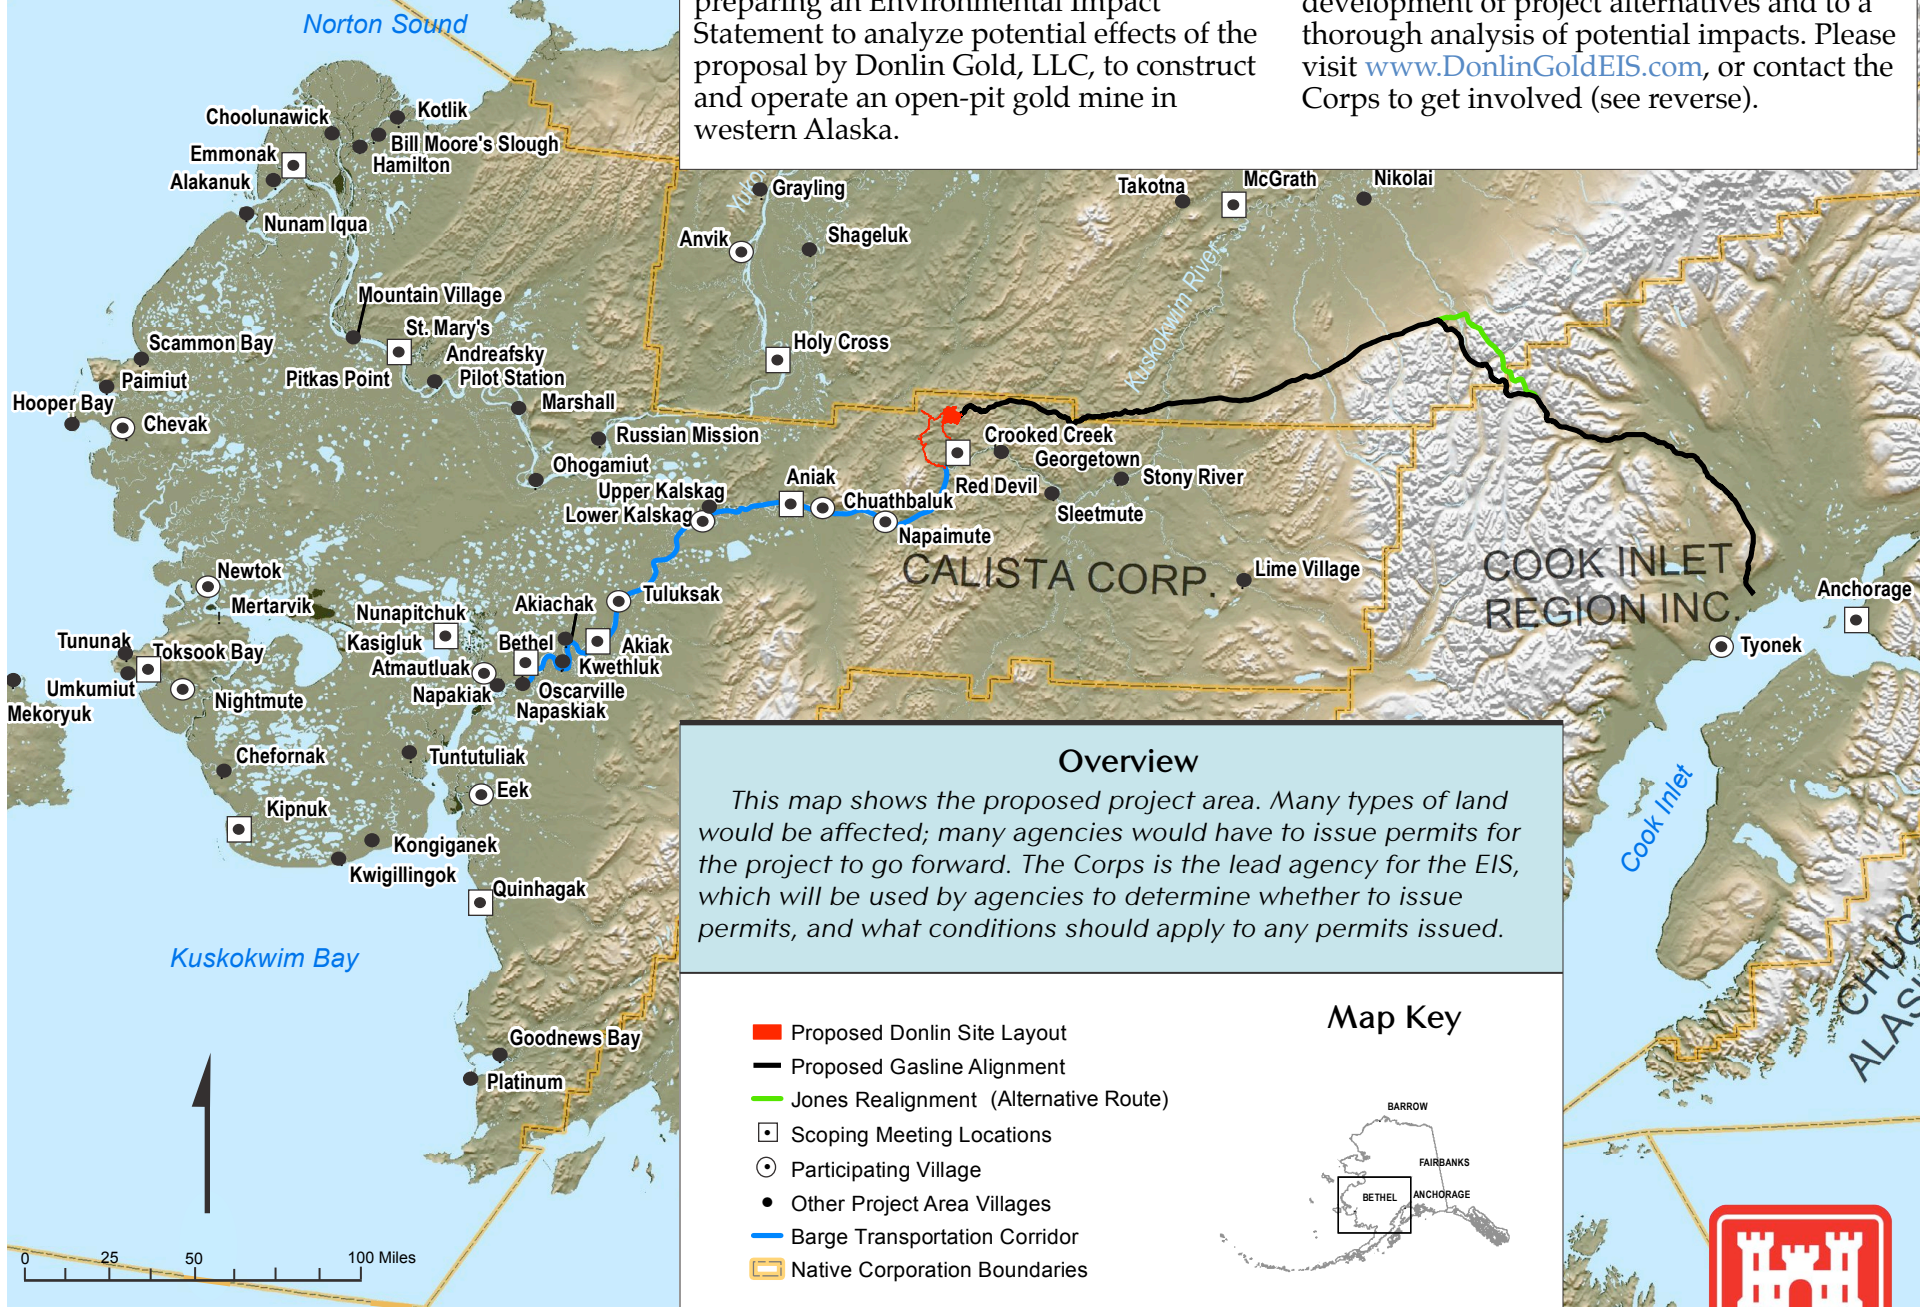 preparing an Environmental Impact
Statement to analyze potential effects of the
proposal by Donlin Gold, LLC, to construct
and operate an open-pit gold mine in
western Alaska.
development of project alternatives and to a
thorough analysis of potential impacts. Please
visit www.DonlinGoldEIS.com, or contact the
Corps to get involved (see reverse).
Norton Sound
Kotlik
Choolunawick
Bill Moore's Slough
Hamilton
Emmonak
Alakanuk
Nunam Iqua
Grayling
Anvik
Shageluk
Takotna
McGrath
Nikolai
Kuskokwim River
Mountain Village
St. Mary's
Andreafsky
Pitkas Point
Pilot Station
Marshall
Scammon Bay
Paimiut
Hooper Bay
Chevak
Holy Cross
Russian Mission
Ohogamiut
Crooked Creek
Georgetown
Red Devil
Stony River
Sleetmute
Upper Kalskag
Lower Kalskag
Aniak
Chuathbaluk
Napaimute
CALISTA CORP.
Lime Village
COOK INLET
REGION INC.
Anchorage
Tyonek
Newtok
Mertarvik
Nunapitchuk
Kasigluk
Akiachak
Tuluksak
Bethel
Akiak
Kwethluk
Atmautluak
Napakiak
Oscarville
Napaskiak
Tununak
Toksook Bay
Umkumiut
Nightmute
Mekoryuk
Chefornak
Tuntutuliak
Eek
Kipnuk
Kongiganek
Kwigillingok
Quinhagak
Kuskokwim Bay
Goodnews Bay
Platinum
Cook Inlet
CHUG
ALAS
Overview
This map shows the proposed project area. Many types of land
would be affected; many agencies would have to issue permits for
the project to go forward. The Corps is the lead agency for the EIS,
which will be used by agencies to determine whether to issue
permits, and what conditions should apply to any permits issued.
Map Key
Proposed Donlin Site Layout
Proposed Gasline Alignment
Jones Realignment (Alternative Route)
Scoping Meeting Locations
Participating Village
Other Project Area Villages
Barge Transportation Corridor
Native Corporation Boundaries
BARROW
FAIRBANKS
BETHEL
ANCHORAGE
0 25 50 100 Miles